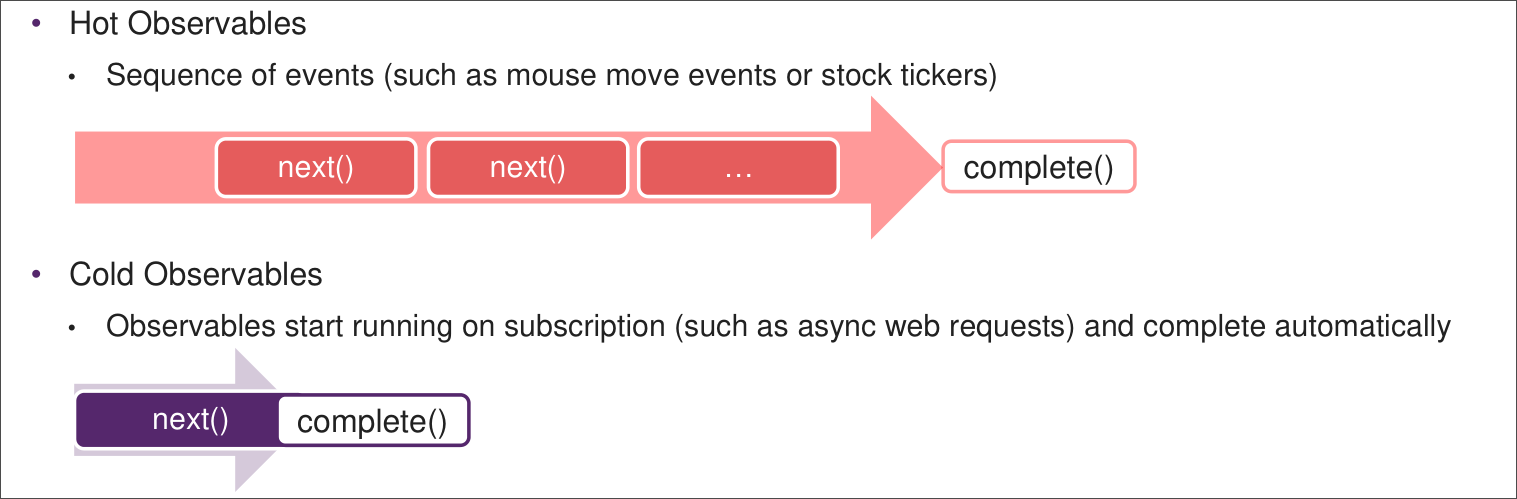 • Hot Observables
• Sequence of events (such as mouse move events or stock tickers)
next() next() … complete()
• Cold Observables
• Observables start running on subscription (such as async web requests) and complete automatically
next() complete()